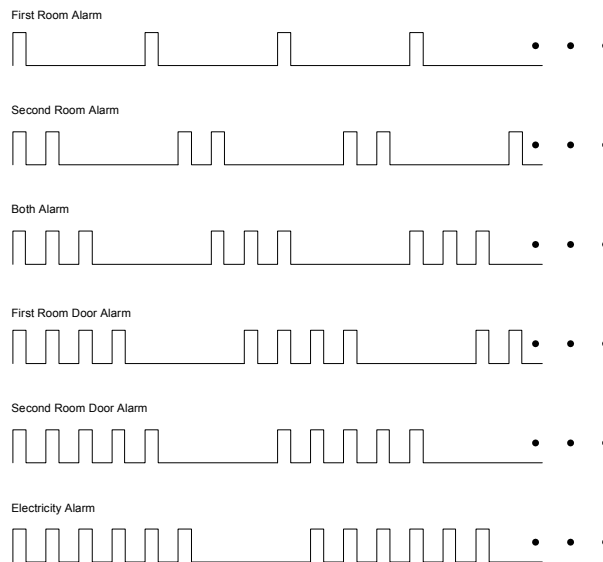 First Room Alarm
Second Room Alarm
Both Alarm
First Room Door Alarm
Second Room Door Alarm
Electricity Alarm